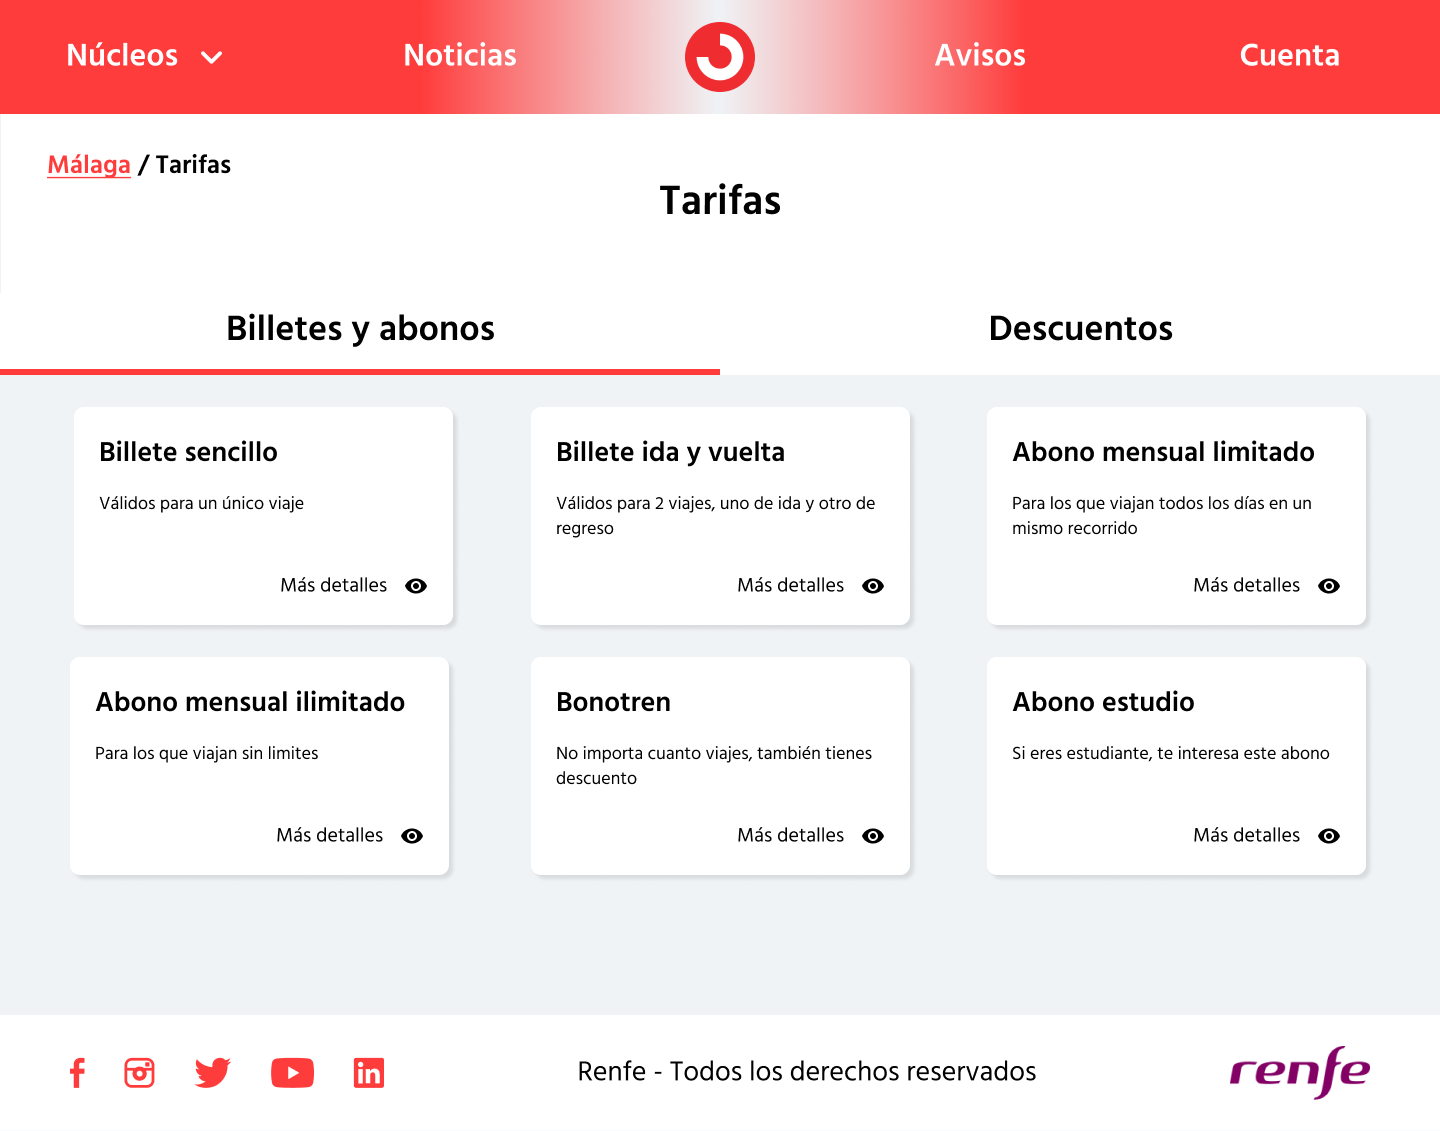 Núcleos
Noticias
Avisos
Cuenta
Málaga / Tarifas
Tarifas
Billetes y abonos
Descuentos
Billete sencillo
Válidos para un único viaje
Más detalles
Billete ida y vuelta
Válidos para 2 viajes, uno de ida y otro de
regreso
Más detalles
Abono mensual limitado
Para los que viajan todos los días en un
mismo recorrido
Más detalles
Abono mensual ilimitado
Para los que viajan sin limites
Más detalles
Bonotren
No importa cuanto viajes, también tienes
descuento
Más detalles
Abono estudio
Si eres estudiante, te interesa este abono
Más detalles
Renfe - Todos los derechos reservados
renfe